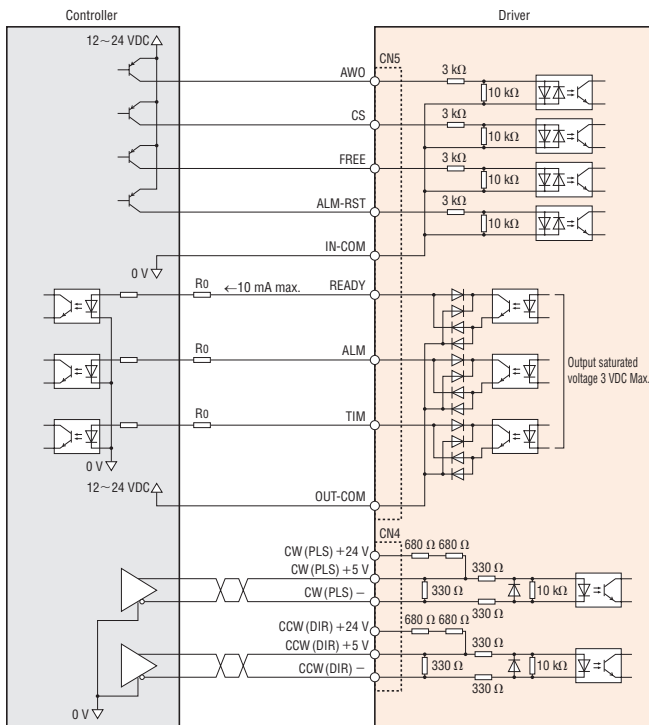 Controller
Driver
12~24 VDC
CN5
AWO
3 kΩ
10 kΩ
CS
3 kΩ
10 kΩ
FREE
3 kΩ
10 kΩ
ALM-RST
3 kΩ
10 kΩ
IN-COM
0 V
R0
←10 mA max.
READY
R0
ALM
Output saturated
voltage 3 VDC Max.
R0
TIM
0 V
12~24 VDC
OUT-COM
CN4
CW (PLS) +24 V
680 Ω 680 Ω
CW (PLS) +5 V
330 Ω
CW (PLS) −
330 Ω
10 kΩ
330 Ω
CCW (DIR) +24 V
680 Ω 680 Ω
CCW (DIR) +5 V
330 Ω
CCW (DIR) −
330 Ω
10 kΩ
330 Ω
0 V